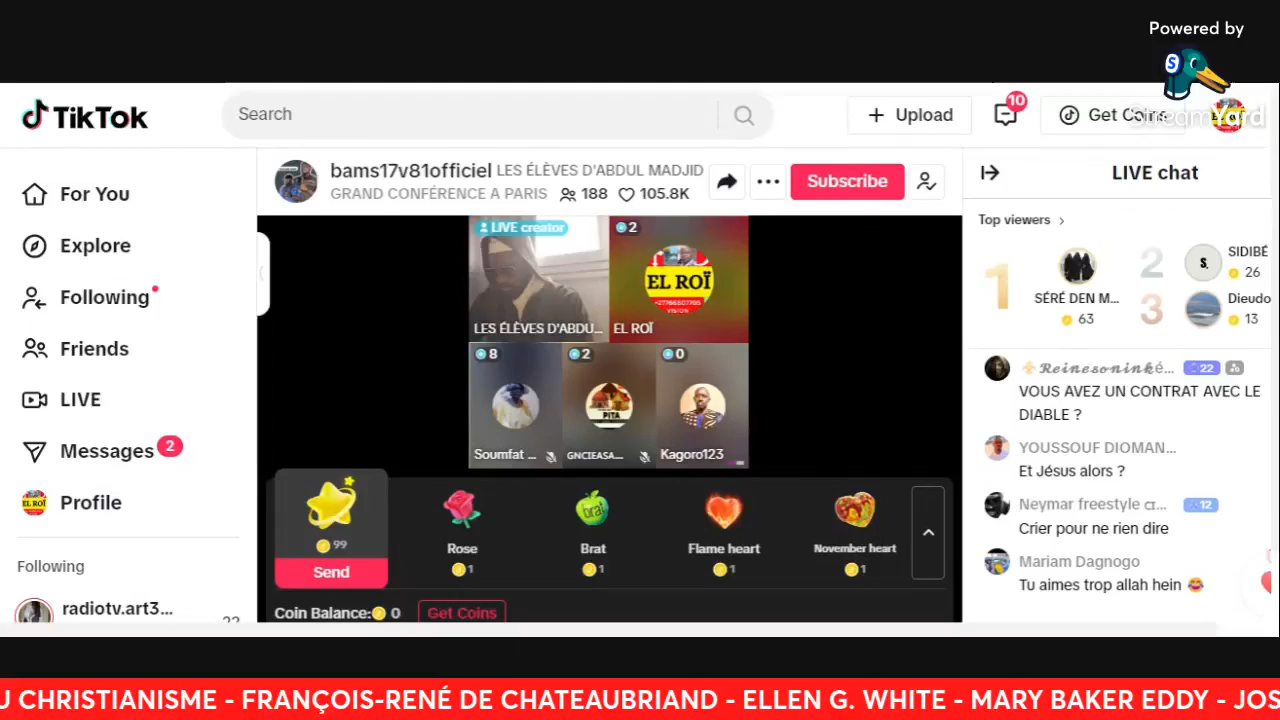 Powered by
StreamYard
TikTok
Search
Upload
10
Get Coins
For You
Explore
Following
Friends
LIVE
Messages 2
Profile
Following
radiotv.art3...
bams17v81officiel LES ÉLÈVES D'ABDUL MADJID
GRAND CONFÉRENCE A PARIS 188 105.8K
Subscribe
LIVE creator
LES ÉLÈVES D'ABDU...
2
EL ROÏ
EL ROÏ
8
Soumfat ...
2
PITA
GNCIEASA...
0
Kagoro123
99
Send
Rose
1
Brat
1
Flame heart
1
November heart
1
Coin Balance: 0 Get Coins
LIVE chat
Top viewers
1
SÉRÉ DEN M...
63
2
S.
SIDIBÉ
26
3
Dieudo
13
Reinesoninké... 22
VOUS AVEZ UN CONTRAT AVEC LE
DIABLE ?
YOUSSOUF DIOMAN...
Et Jésus alors ?
Neymar freestyle 12
Crier pour ne rien dire
Mariam Dagnogo
Tu aimes trop allah hein 😂
U CHRISTIANISME - FRANÇOIS-RENÉ DE CHATEAUBRIAND - ELLEN G. WHITE - MARY BAKER EDDY - JOS